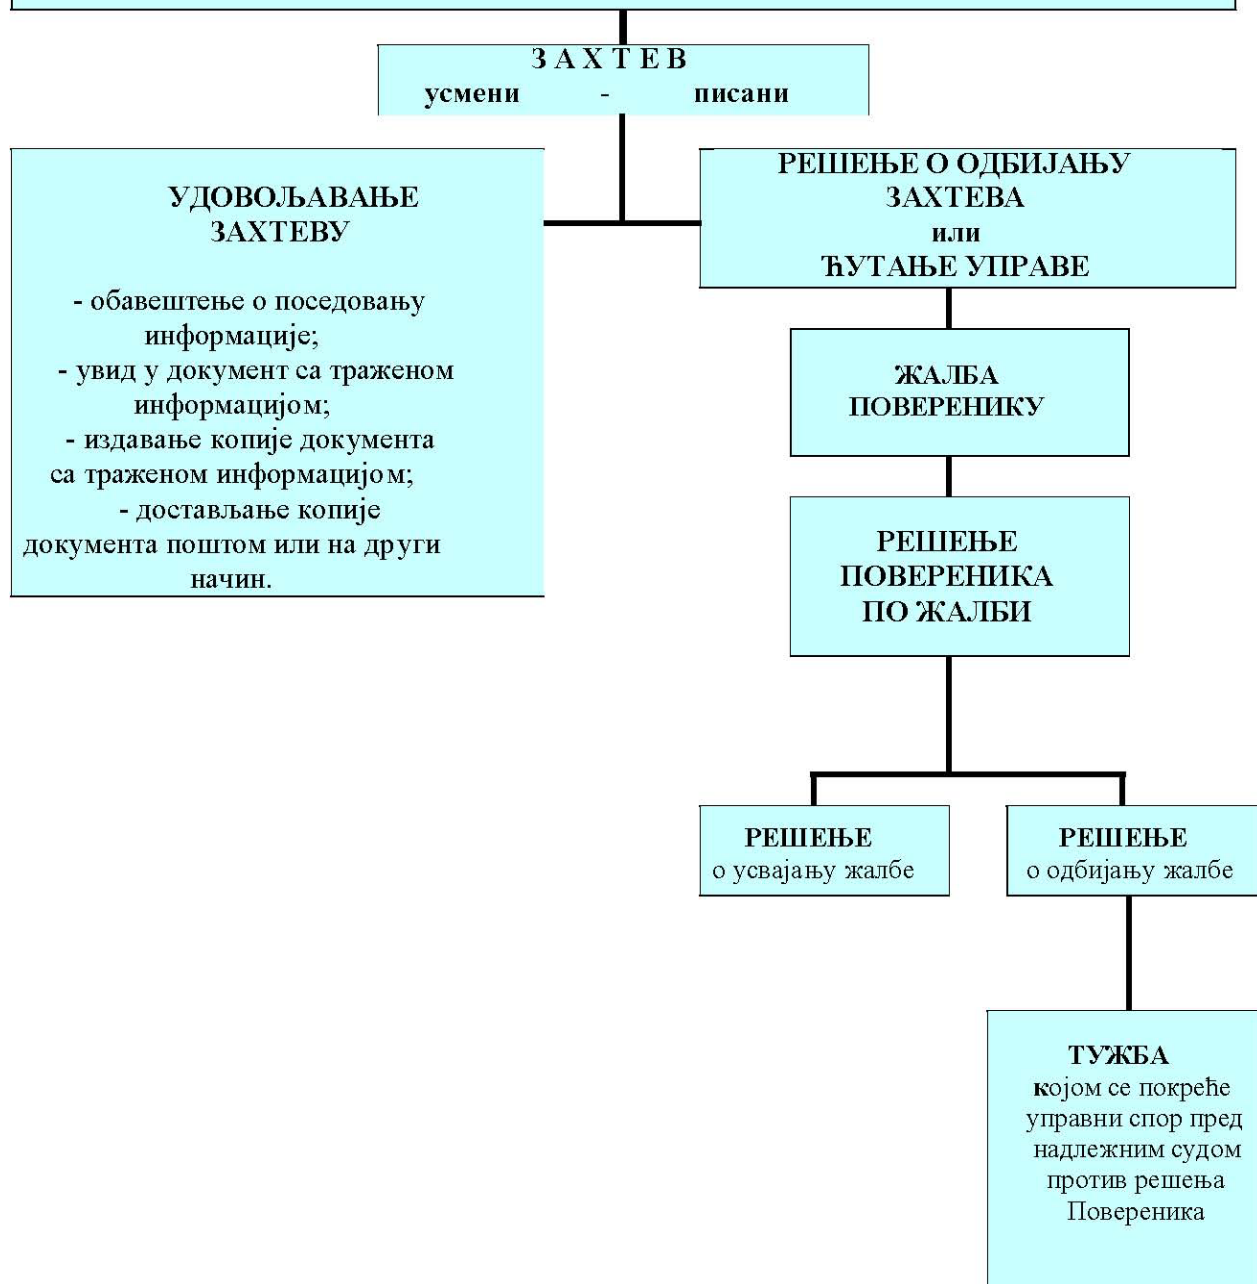 З А Х Т Е В
усмени - писани
УДОВОЉАВАЊЕ
ЗАХТЕВУ
- обавештење о поседовању
информације;
- увид у документ са траженом
информацијом;
- издавање копије документа
са траженом информацијом;
- достављање копије
документа поштом или на други
начин.
РЕШЕЊЕ О ОДБИЈАЊУ
ЗАХТЕВА
или
ЋУТАЊЕ УПРАВЕ
ЖАЛБА
ПОВЕРЕНИКУ
РЕШЕЊЕ
ПОВЕРЕНИКА
ПО ЖАЛБИ
РЕШЕЊЕ
о усвајању жалбе
РЕШЕЊЕ
о одбијању жалбе
ТУЖБА
којом се покреће
управни спор пред
надлежним судом
против решења
Повереника